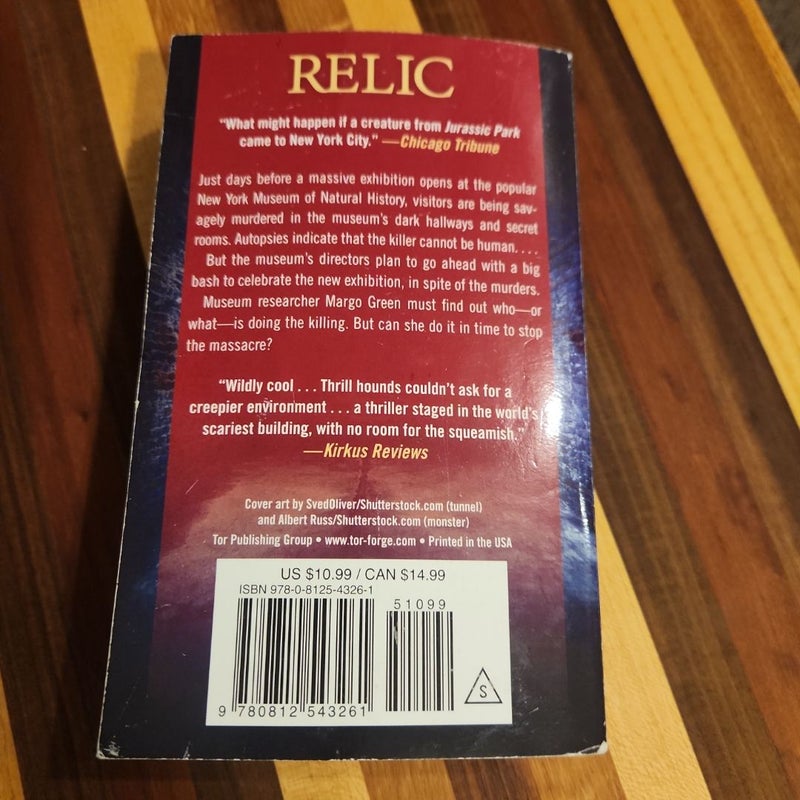 RELIC
"What might happen if a creature from Jurassic Park
came to New York City." —Chicago Tribune
Just days before a massive exhibition opens at the popular
New York Museum of Natural History, visitors are being sav-
agely murdered in the museum's dark hallways and secret
rooms. Autopsies indicate that the killer cannot be human. . . .
But the museum's directors plan to go ahead with a big
bash to celebrate the new exhibition, in spite of the murders.
Museum researcher Margo Green must find out who—or
what—is doing the killing. But can she do it in time to stop
the massacre?
"Wildly cool . . . Thrill hounds couldn't ask for a
creepier environment . . . a thriller staged in the world's
scariest building, with no room for the squeamish."
—Kirkus Reviews
Cover art by SvedOliver/Shutterstock.com (tunnel)
and Albert Russ/Shutterstock.com (monster)
Tor Publishing Group • www.tor-forge.com • Printed in the USA
US $10.99 / CAN $14.99
ISBN 978-0-8125-4326-1
51099
9 780812 543261
S